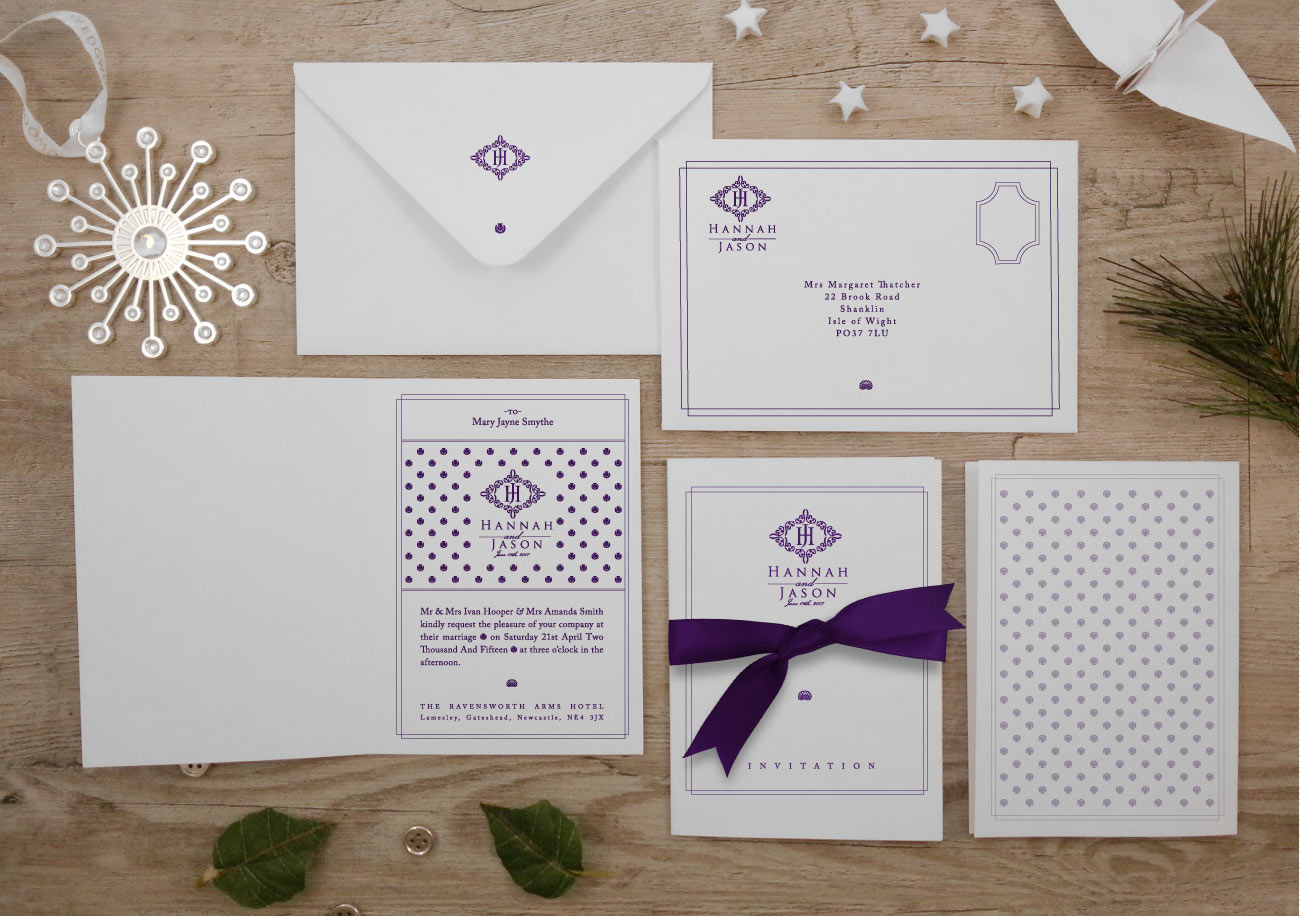 HJ
HJ
HANNAH
and
JASON
Mrs Margaret Thatcher
22 Brook Road
Shanklin
Isle of Wight
PO37 7LU
-TO-
Mary Jayne Smythe
HJ
HANNAH
and
JASON
June 19th, 2017
Mr & Mrs Ivan Hooper & Mrs Amanda Smith
kindly request the pleasure of your company at
their marriage on Saturday 21st April Two
Thousand And Fifteen at three o'clock in the
afternoon.
THE RAVENSWORTH ARMS HOTEL
Lamesley, Gateshead, Newcastle, NE4 3JX
HJ
HANNAH
and
JASON
June 19th, 2017
INVITATION